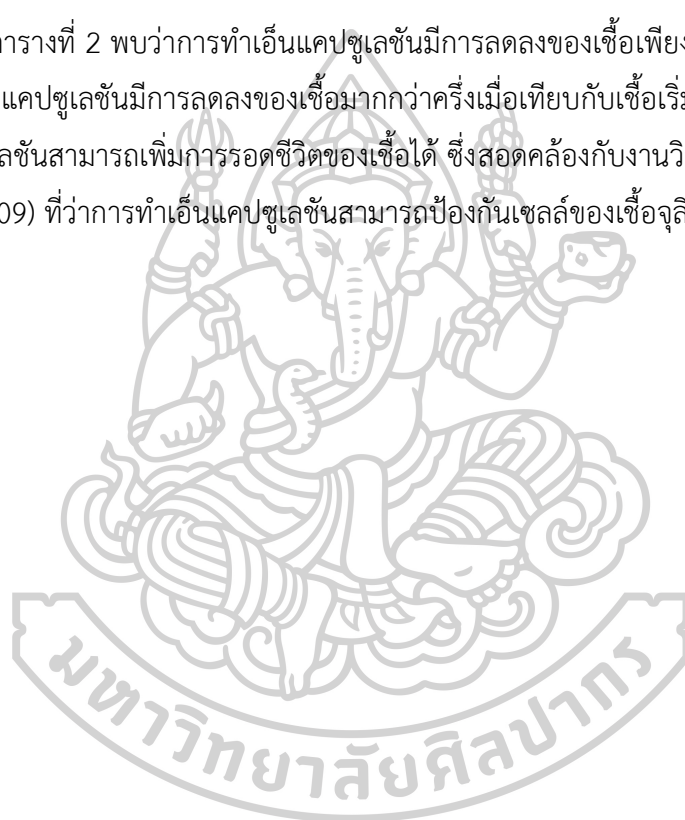 ตารางที่ 2 พบว่าการทำเอ็นแคปซูเลชันมีการลดลงของเชื้อเพียง
แคปซูเลชันมีการลดลงของเชื้อมากกว่าครึ่งเมื่อเทียบกับเชื้อเริ่ม
ลชันสามารถเพิ่มการรอดชีวิตของเชื้อได้ ซึ่งสอดคล้องกับงานวิ
09) ที่ว่าการทำเอ็นแคปซูเลชันสามารถป้องกันเซลล์ของเชื้อจุลิ
มหาวิทยาลัยศิลปากร